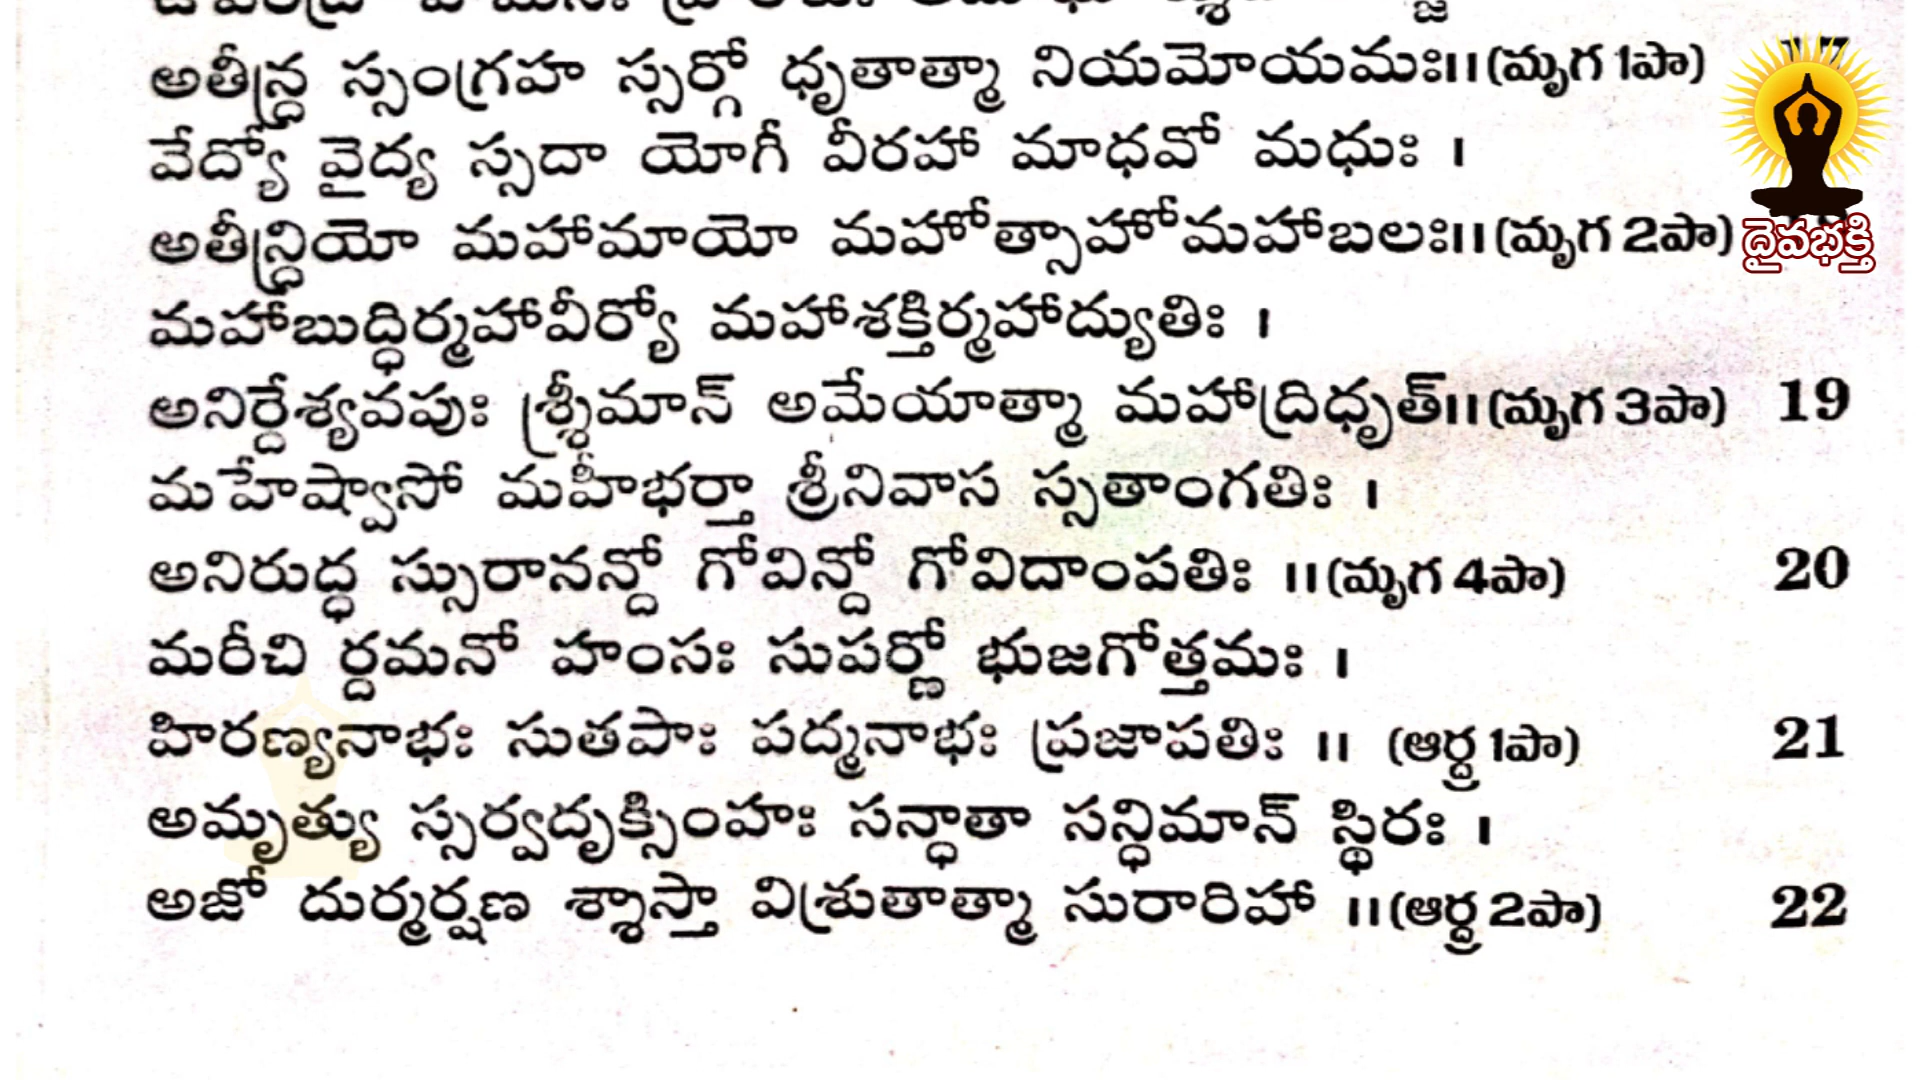 అతీన్ద్ర స్సంగ్రహ స్సర్గో ధృతాత్మా నియమోయమః।। (మృగ 1పా) 17
వేద్యో వైద్య స్సదా యోగీ వీరహా మాధవో మధుః ।
అతీన్ద్రియో మహామాయో మహోత్సాహోమహాబలః।। (మృగ 2పా)
దైవభక్తి
మహాబుద్ధిర్మహావీర్యో మహాశక్తిర్మహాద్యుతిః ।
అనిర్దేశ్యవపుః శ్శ్రీమాన్ అమేయాత్మా మహాద్రిధృత్।। (మృగ 3పా) 19
మహేష్వాసో మహీభర్తా శ్రీనివాస స్సతాంగతిః ।
అనిరుద్ధ స్సురానన్దో గోవిన్దో గోవిదాంపతిః ।। (మృగ 4పా) 20
మరీచి ర్దమనో హంసః సుపర్ణో భుజగోత్తమః ।
హిరణ్యనాభః సుతపాః పద్మనాభః ప్రజాపతిః ।। (ఆర్ద్ర 1పా) 21
అమృత్యు స్సర్వదృక్సింహః సన్ధాతా సన్ధిమాన్ స్థిరః ।
అజో దుర్మర్షణ శ్శాస్తా విశ్రుతాత్మా సురారిహా ।। (ఆర్ద్ర 2పా) 22